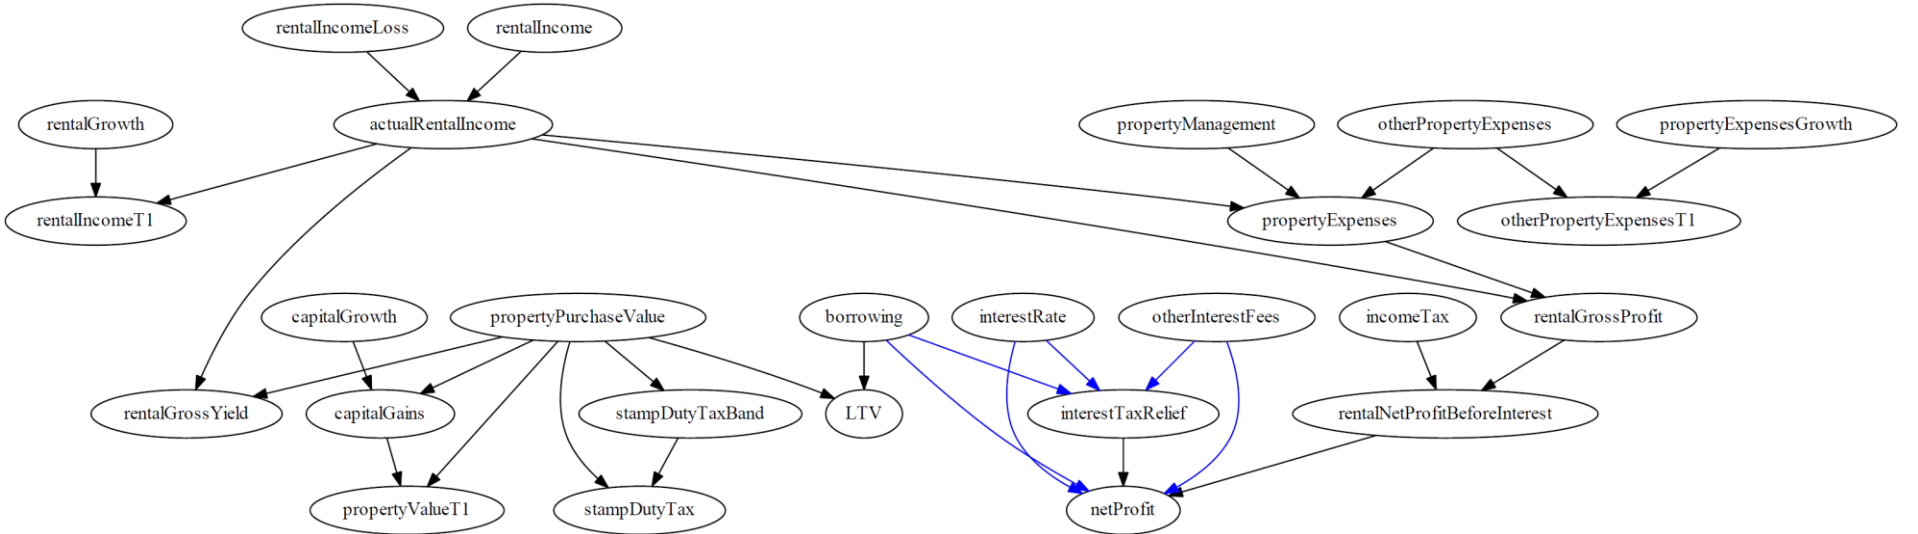 rentalIncomeLoss
rentalIncome
rentalGrowth
actualRentalIncome
propertyManagement
otherPropertyExpenses
propertyExpensesGrowth
rentalIncomeT1
propertyExpenses
otherPropertyExpensesT1
capitalGrowth
propertyPurchaseValue
borrowing
interestRate
otherInterestFees
incomeTax
rentalGrossProfit
rentalGrossYield
capitalGains
stampDutyTaxBand
LTV
interestTaxRelief
rentalNetProfitBeforeInterest
propertyValueT1
stampDutyTax
netProfit